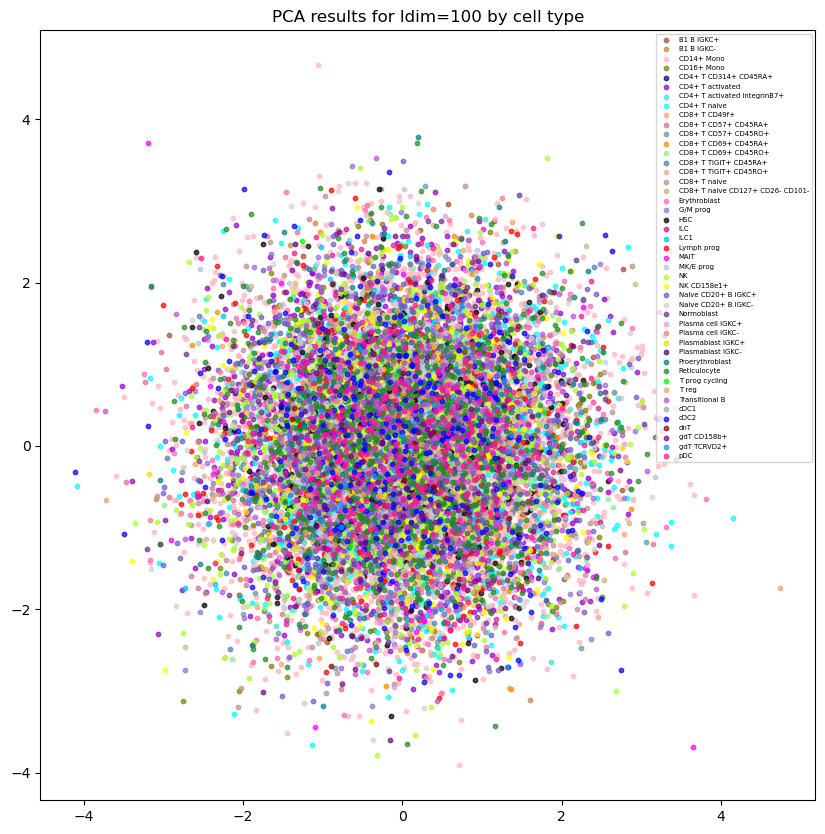 PCA results for ldim=100 by cell type
B1 B IGKC+
B1 B IGKC-
CD14+ Mono
CD16+ Mono
CD4+ T CD314+ CD45RA+
CD4+ T activated
CD4+ T activated integrinB7+
CD4+ T naive
CD8+ T CD49f+
CD8+ T CD57+ CD45RA+
CD8+ T CD57+ CD45RO+
CD8+ T CD69+ CD45RA+
CD8+ T CD69+ CD45RO+
CD8+ T TIGIT+ CD45RA+
CD8+ T TIGIT+ CD45RO+
CD8+ T naive
CD8+ T naive CD127+ CD26- CD101-
Erythroblast
G/M prog
HSC
ILC
ILC1
Lymph prog
MAIT
MK/E prog
NK
NK CD158e1+
Naive CD20+ B IGKC+
Naive CD20+ B IGKC-
Normoblast
Plasma cell IGKC+
Plasma cell IGKC-
Plasmablast IGKC+
Plasmablast IGKC-
Proerythroblast
Reticulocyte
T prog cycling
T reg
Transitional B
cDC1
cDC2
dnT
gdT CD158b+
gdT TCRVD2+
pDC
4
2
0
−2
−4
−4
−2
0
2
4